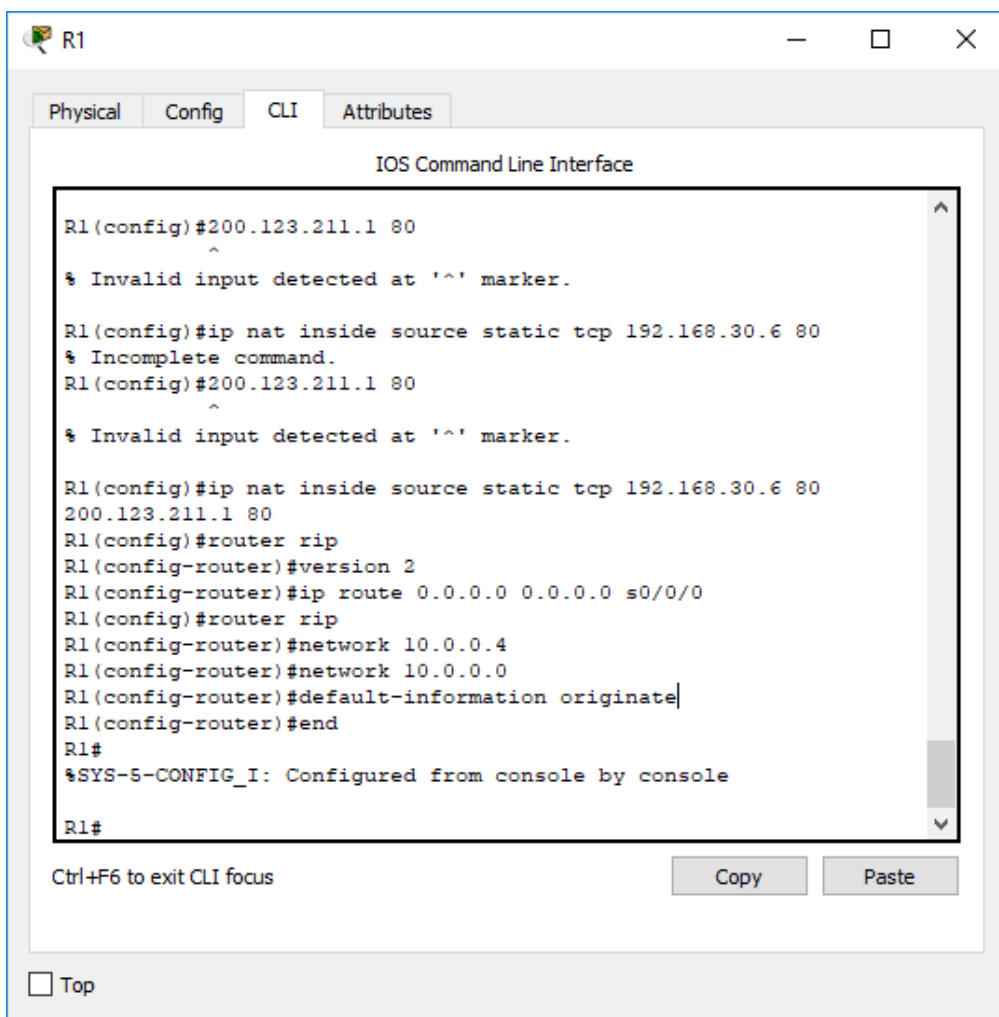 R1
Physical Config CLI Attributes
IOS Command Line Interface
R1(config)#200.123.211.1 80
^
% Invalid input detected at '^' marker.
R1(config)#ip nat inside source static tcp 192.168.30.6 80
% Incomplete command.
R1(config)#200.123.211.1 80
^
% Invalid input detected at '^' marker.
R1(config)#ip nat inside source static tcp 192.168.30.6 80
200.123.211.1 80
R1(config)#router rip
R1(config-router)#version 2
R1(config-router)#ip route 0.0.0.0 0.0.0.0 s0/0/0
R1(config)#router rip
R1(config-router)#network 10.0.0.4
R1(config-router)#network 10.0.0.0
R1(config-router)#default-information originate
R1(config-router)#end
R1#
%SYS-5-CONFIG_I: Configured from console by console
R1#
Ctrl+F6 to exit CLI focus
Copy Paste
Top